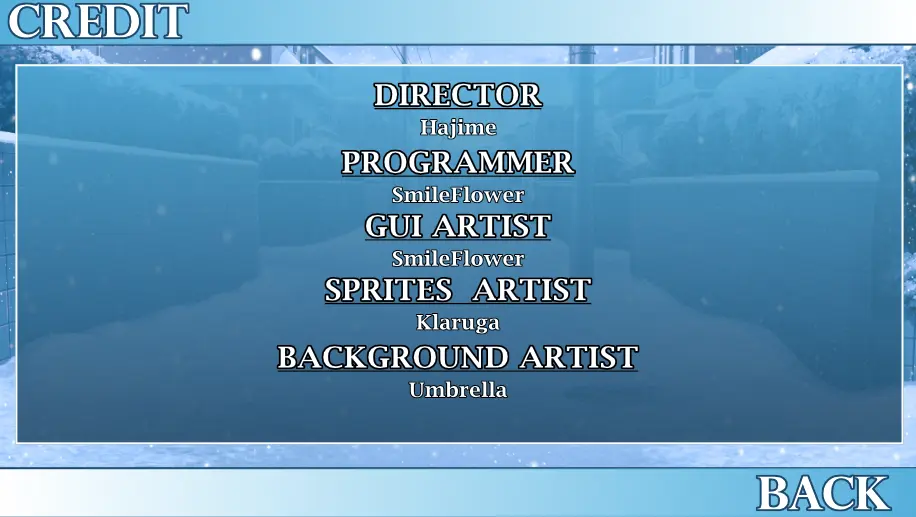 CREDIT
DIRECTOR
Hajime
PROGRAMMER
SmileFlower
GUI ARTIST
SmileFlower
SPRITES ARTIST
Klaruga
BACKGROUND ARTIST
Umbrella
BACK